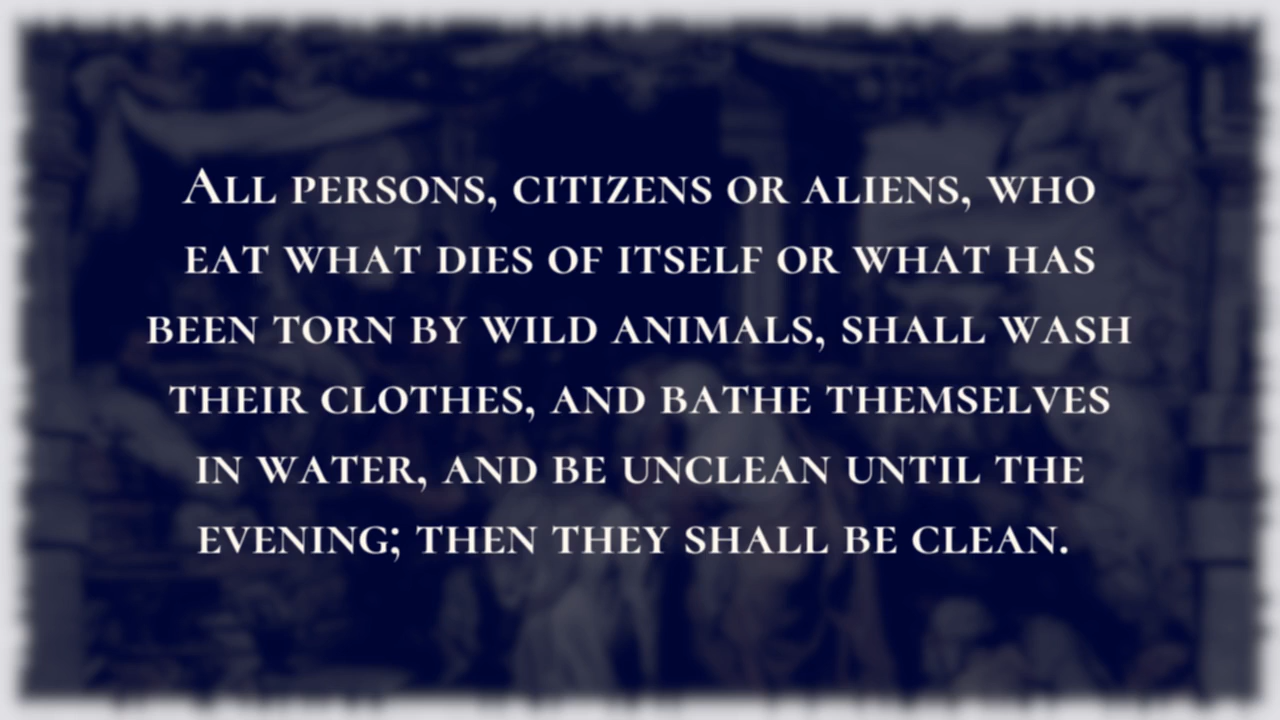 All persons, citizens or aliens, who
eat what dies of itself or what has
been torn by wild animals, shall wash
their clothes, and bathe themselves
in water, and be unclean until the
evening; then they shall be clean.